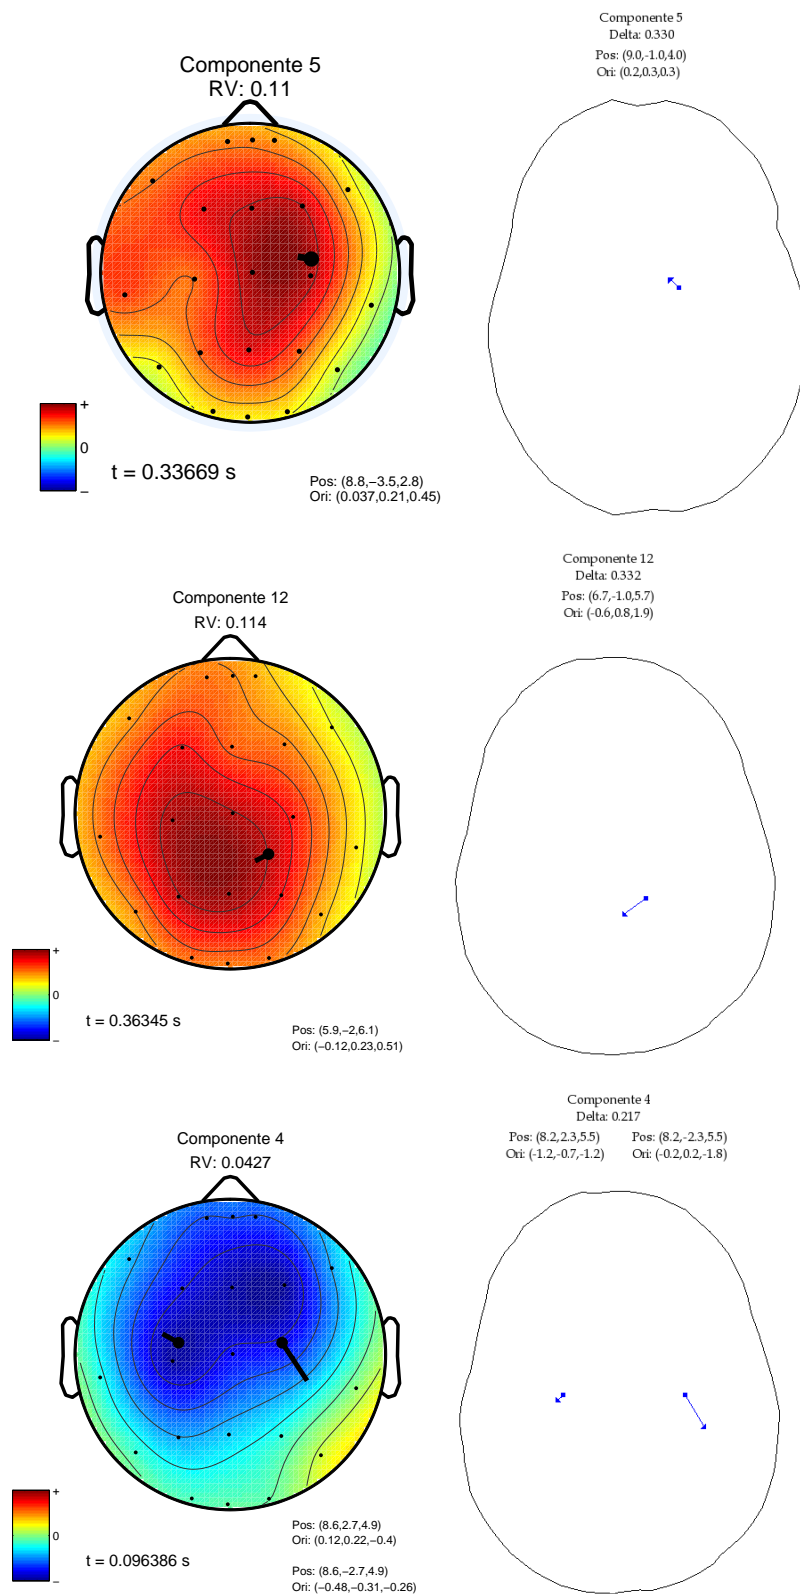 Componente 5
RV: 0.11
+
0
−
t = 0.33669 s
Pos: (8.8,−3.5,2.8)
Ori: (0.037,0.21,0.45)
Componente 5
Delta: 0.330
Pos: (9.0,-1.0,4.0)
Ori: (0.2,0.3,0.3)
Componente 12
RV: 0.114
+
0
−
t = 0.36345 s
Pos: (5.9,−2,6.1)
Ori: (−0.12,0.23,0.51)
Componente 12
Delta: 0.332
Pos: (6.7,-1.0,5.7)
Ori: (-0.6,0.8,1.9)
Componente 4
RV: 0.0427
+
0
−
t = 0.096386 s
Pos: (8.6,2.7,4.9)
Ori: (0.12,0.22,−0.4)
Pos: (8.6,−2.7,4.9)
Ori: (−0.48,−0.31,−0.26)
Componente 4
Delta: 0.217
Pos: (8.2,2.3,5.5) Pos: (8.2,-2.3,5.5)
Ori: (-1.2,-0.7,-1.2) Ori: (-0.2,0.2,-1.8)